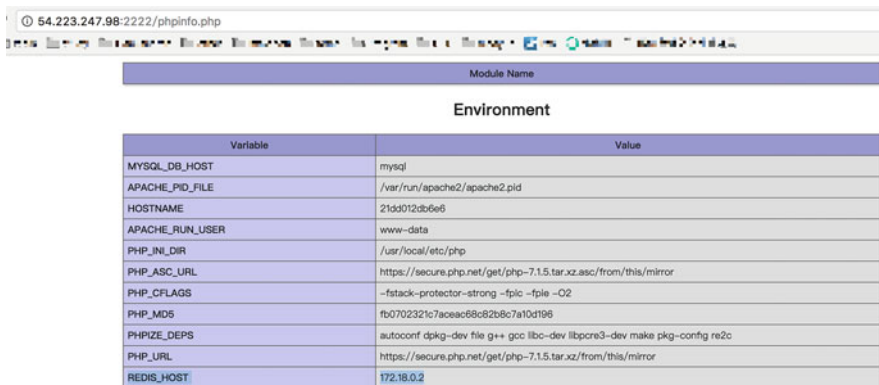 54.223.247.98:2222/phpinfo.php
Module Name
Environment
Variable Value
MYSQL_DB_HOST mysql
APACHE_PID_FILE /var/run/apache2/apache2.pid
HOSTNAME 21dd012db6e6
APACHE_RUN_USER www-data
PHP_INI_DIR /usr/local/etc/php
PHP_ASC_URL https://secure.php.net/get/php-7.1.5.tar.xz.asc/from/this/mirror
PHP_CFLAGS -fstack-protector-strong -fpic -fpie -O2
PHP_MD5 fb0702321c7aceac68c82b8c7a10d196
PHPIZE_DEPS autoconf dpkg-dev file g++ gcc libc-dev libpcre3-dev make pkg-config re2c
PHP_URL https://secure.php.net/get/php-7.1.5.tar.xz/from/this/mirror
REDIS_HOST 172.18.0.2